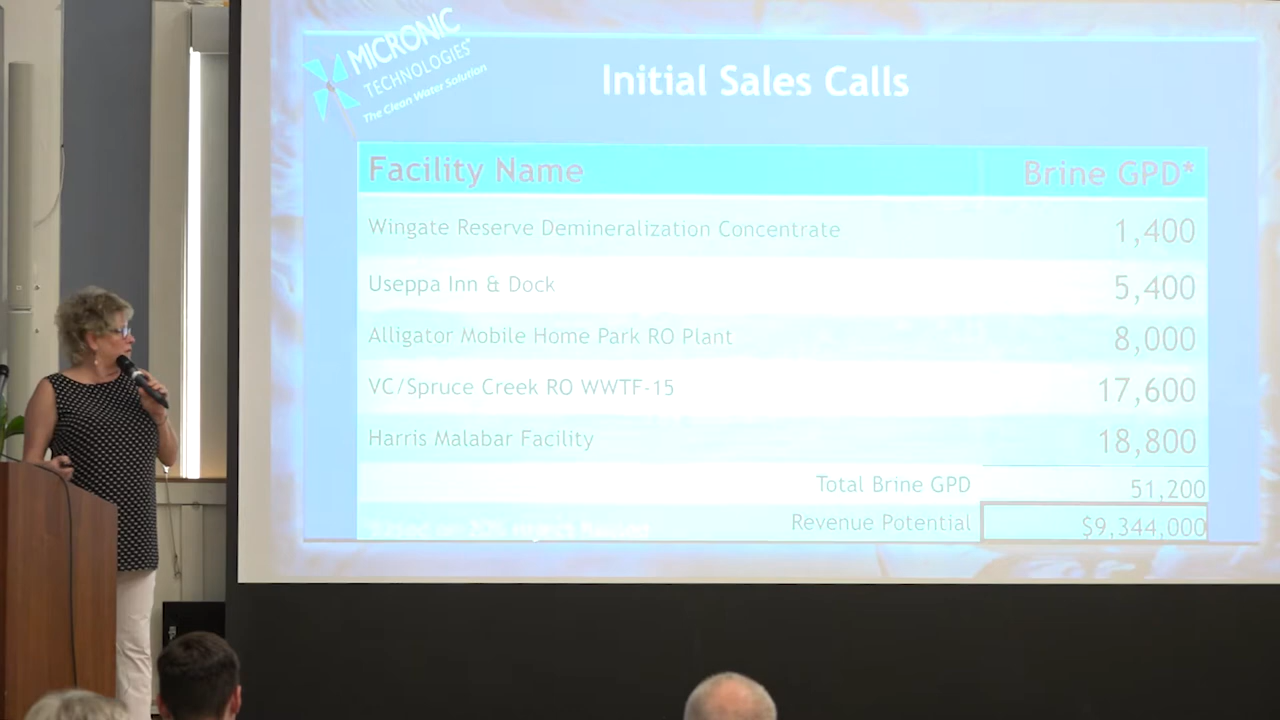 MICRONIC
TECHNOLOGIES
The Clean Water Solution
Initial Sales Calls
Facility Name Brine GPD*
Wingate Reserve Demineralization Concentrate 1,400
Useppa Inn & Dock 5,400
Alligator Mobile Home Park RO Plant 8,000
VC/Spruce Creek RO WWTF-15 17,600
Harris Malabar Facility 18,800
Total Brine GPD 51,200
Revenue Potential $9,344,000